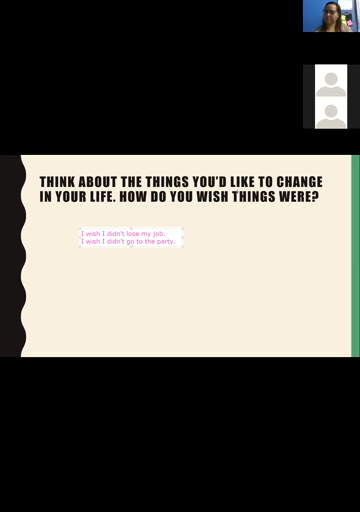 THINK ABOUT THE THINGS YOU'D LIKE TO CHANGE
IN YOUR LIFE. HOW DO YOU WISH THINGS WERE?
I wish I didn't lose my job.
I wish I didn't go to the party.